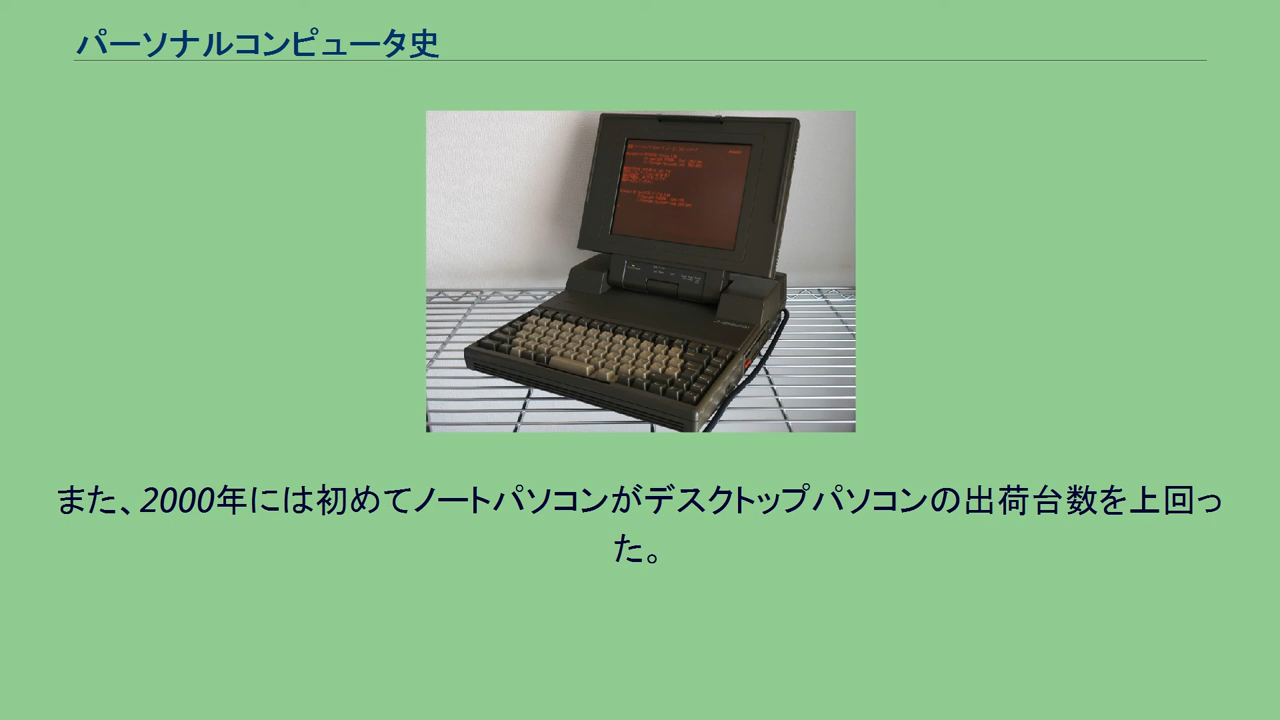 パーソナルコンピュータ史
また、2000年には初めてノートパソコンがデスクトップパソコンの出荷台数を上回っ
た。